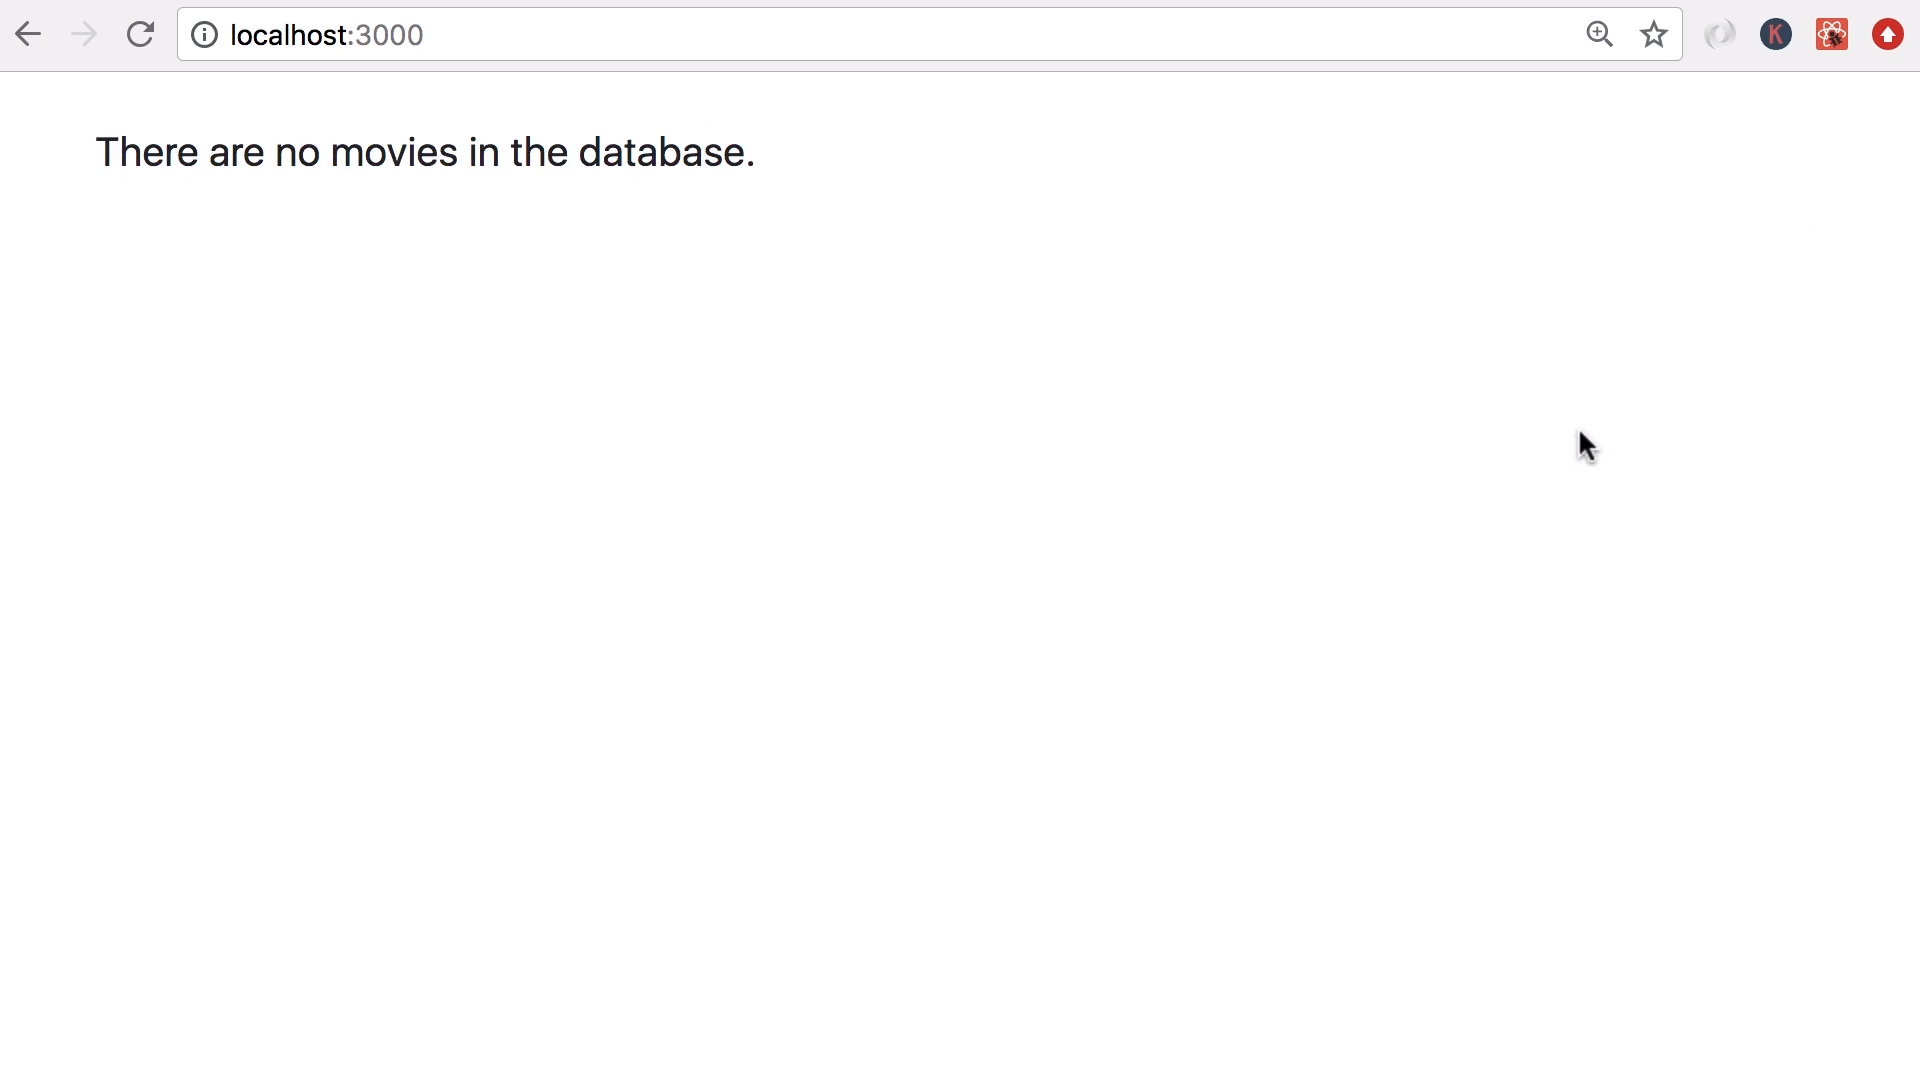 localhost:3000
K
There are no movies in the database.